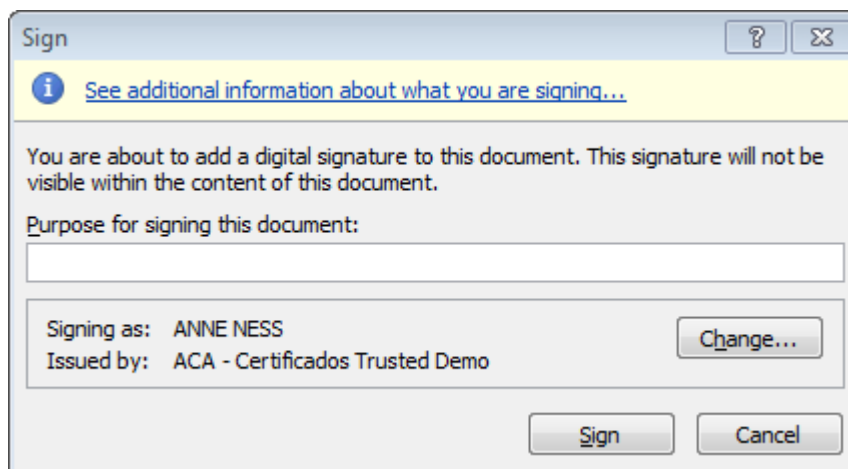 Sign
See additional information about what you are signing...
You are about to add a digital signature to this document. This signature will not be
visible within the content of this document.
Purpose for signing this document:
Signing as: ANNE NESS
Change...
Issued by: ACA - Certificados Trusted Demo
Sign Cancel